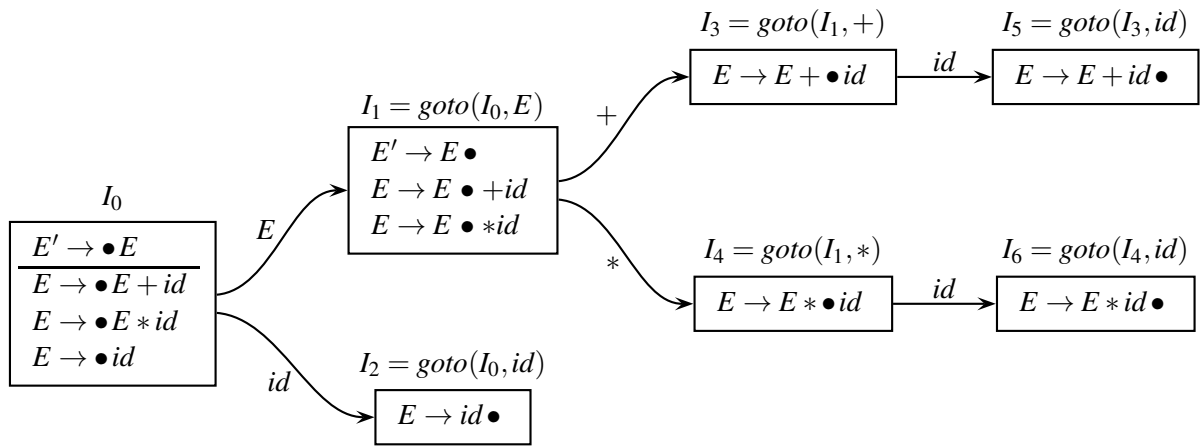 I₀
E′ → ● E
E → ● E + id
E → ● E ∗ id
E → ● id
E
id
I₁ = goto(I₀, E)
E′ → E ●
E → E ● +id
E → E ● ∗id
I₂ = goto(I₀, id)
E → id ●
+
∗
I₃ = goto(I₁, +)
E → E + ● id
id
I₅ = goto(I₃, id)
E → E + id ●
I₄ = goto(I₁, ∗)
E → E ∗ ● id
id
I₆ = goto(I₄, id)
E → E ∗ id ●